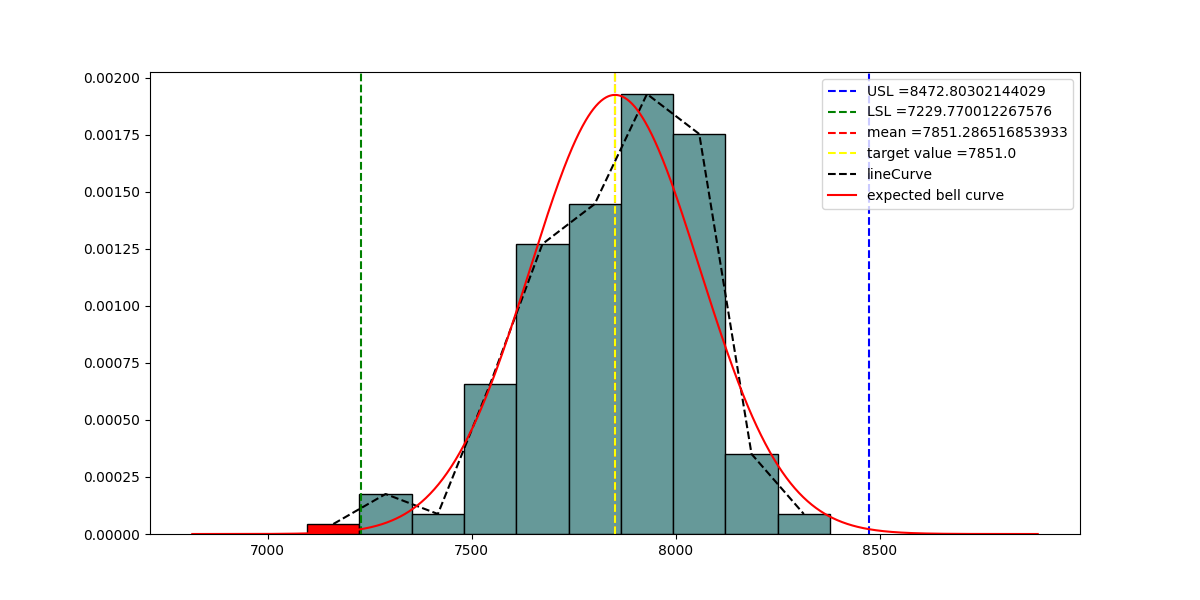 0.00200
0.00175
0.00150
0.00125
0.00100
0.00075
0.00050
0.00025
0.00000
7000 7500 8000 8500
USL =8472.80302144029
LSL =7229.770012267576
mean =7851.286516853933
target value =7851.0
lineCurve
expected bell curve